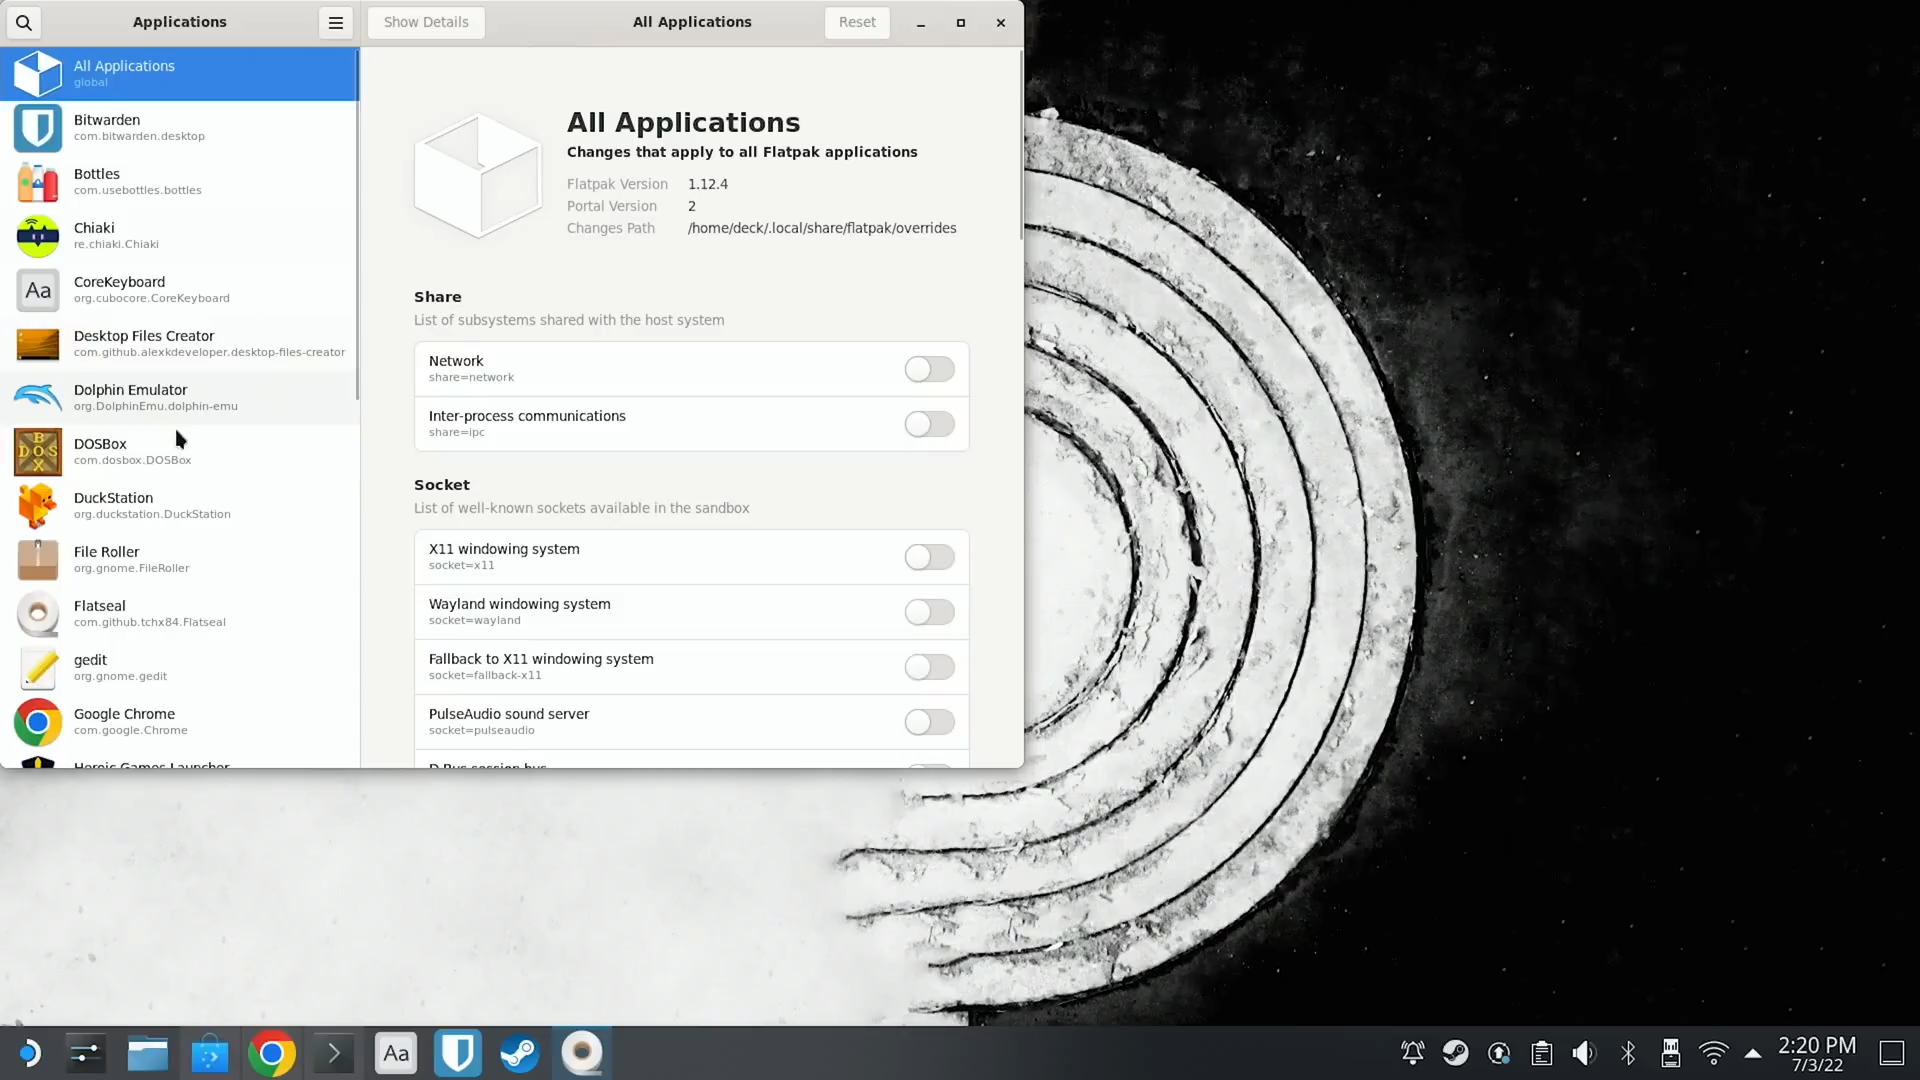 Applications
Show Details
All Applications
Reset
All Applications
global
Bitwarden
com.bitwarden.desktop
Bottles
com.usebottles.bottles
Chiaki
re.chiaki.Chiaki
Aa
CoreKeyboard
org.cubocore.CoreKeyboard
Desktop Files Creator
com.github.alexkdeveloper.desktop-files-creator
Dolphin Emulator
org.DolphinEmu.dolphin-emu
DOSBox
com.dosbox.DOSBox
DuckStation
org.duckstation.DuckStation
File Roller
org.gnome.FileRoller
Flatseal
com.github.tchx84.Flatseal
gedit
org.gnome.gedit
Google Chrome
com.google.Chrome
Heroic Games Launcher
All Applications
Changes that apply to all Flatpak applications
Flatpak Version 1.12.4
Portal Version 2
Changes Path /home/deck/.local/share/flatpak/overrides
Share
List of subsystems shared with the host system
Network
share=network
Inter-process communications
share=ipc
Socket
List of well-known sockets available in the sandbox
X11 windowing system
socket=x11
Wayland windowing system
socket=wayland
Fallback to X11 windowing system
socket=fallback-x11
PulseAudio sound server
socket=pulseaudio
D-Bus session bus
Aa
2:20 PM
7/3/22